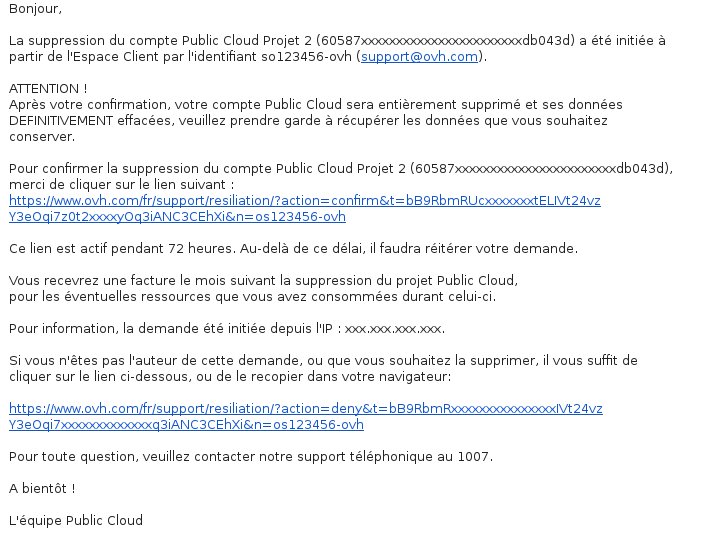 Bonjour,
La suppression du compte Public Cloud Projet 2 (60587xxxxxxxxxxxxxxxxxxxxxxxdb043d) a été initiée à
partir de l'Espace Client par l'identifiant so123456-ovh (support@ovh.com).
ATTENTION !
Après votre confirmation, votre compte Public Cloud sera entièrement supprimé et ses données
DEFINITIVEMENT effacées, veuillez prendre garde à récupérer les données que vous souhaitez
conserver.
Pour confirmer la suppression du compte Public Cloud Projet 2 (60587xxxxxxxxxxxxxxxxxxxxxxxdb043d),
merci de cliquer sur le lien suivant :
https://www.ovh.com/fr/support/resiliation/?action=confirm&t=bB9RbmRUcxxxxxxxtELIVt24vz
Y3eOqi7z0t2xxxxyOq3iANC3CEhXi&n=os123456-ovh
Ce lien est actif pendant 72 heures. Au-delà de ce délai, il faudra réitérer votre demande.
Vous recevrez une facture le mois suivant la suppression du projet Public Cloud,
pour les éventuelles ressources que vous avez consommées durant celui-ci.
Pour information, la demande été initiée depuis l'IP : xxx.xxx.xxx.xxx.
Si vous n'êtes pas l'auteur de cette demande, ou que vous souhaitez la supprimer, il vous suffit de
cliquer sur le lien ci-dessous, ou de le recopier dans votre navigateur:
https://www.ovh.com/fr/support/resiliation/?action=deny&t=bB9RbmRxxxxxxxxxxxxxxxIVt24vz
Y3eOqi7xxxxxxxxxxxxxq3iANC3CEhXi&n=os123456-ovh
Pour toute question, veuillez contacter notre support téléphonique au 1007.
A bientôt !
L'équipe Public Cloud